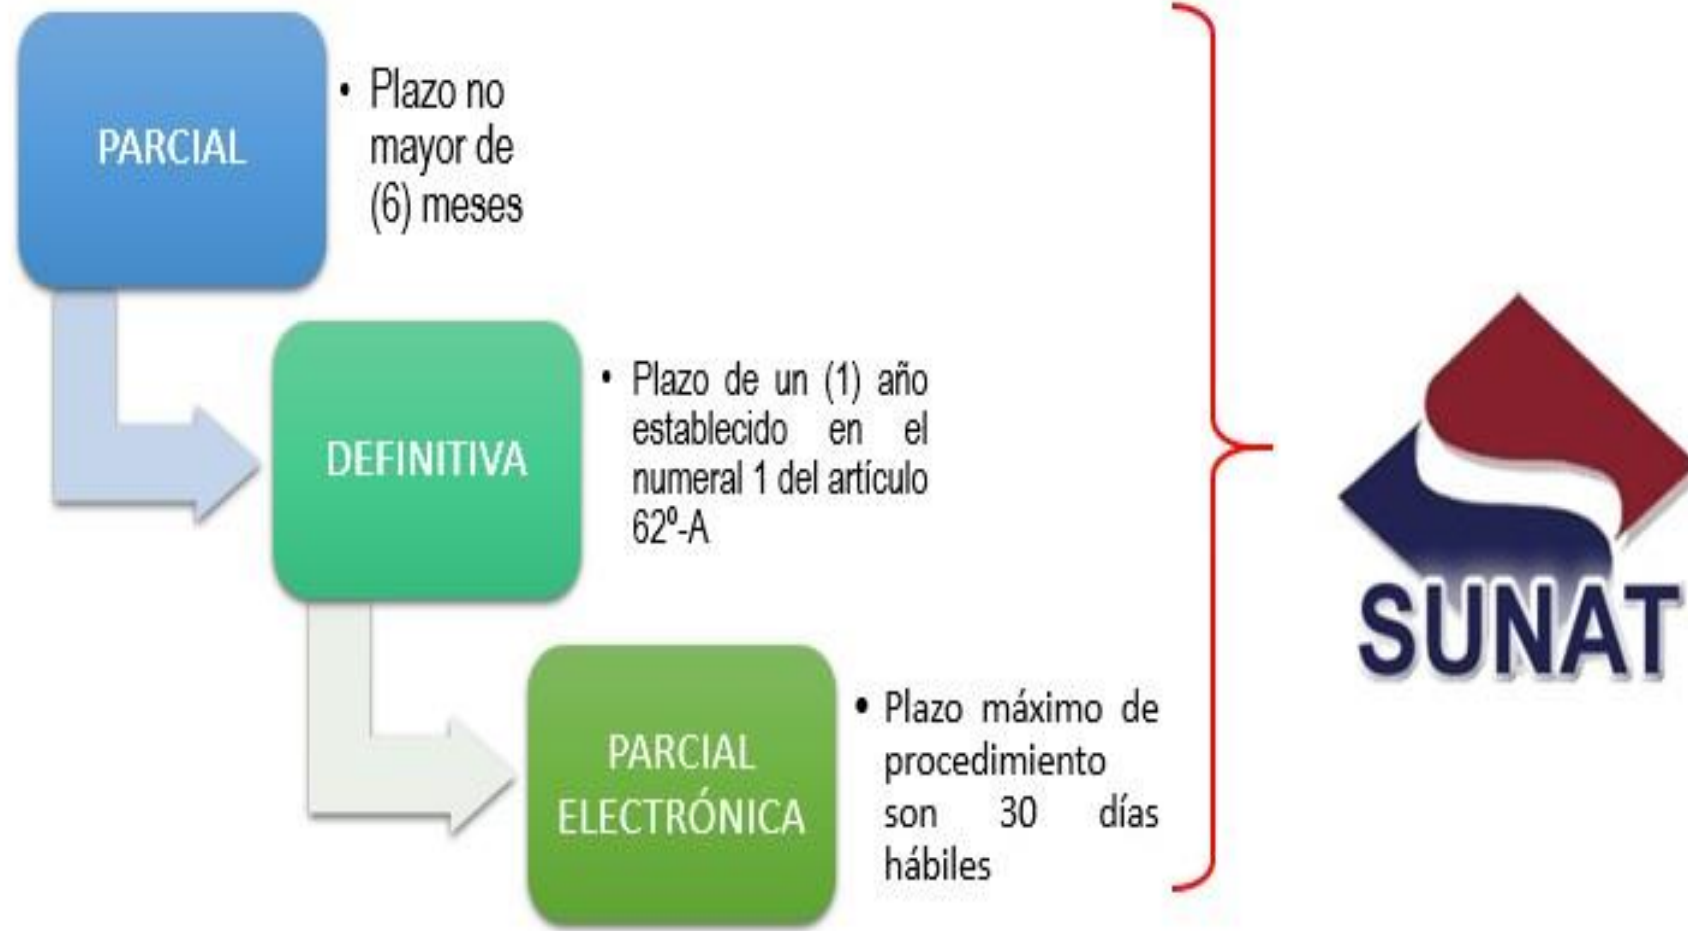 PARCIAL
• Plazo no
mayor de
(6) meses
DEFINITIVA
• Plazo de un (1) año
establecido en el
numeral 1 del artículo
62º-A
PARCIAL
ELECTRÓNICA
• Plazo máximo de
procedimiento
son 30 días
hábiles
SUNAT